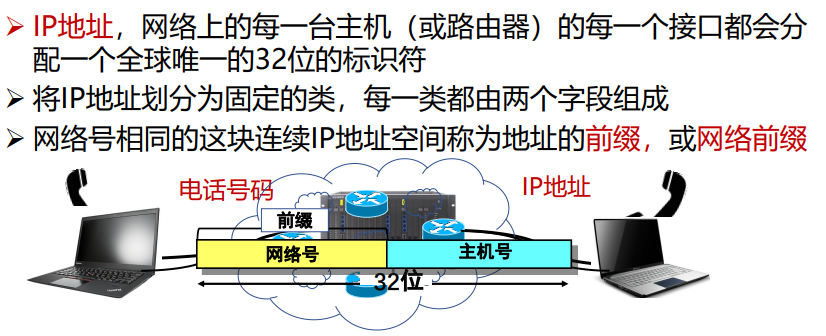 IP地址，网络上的每一台主机（或路由器）的每一个接口都会分
配一个全球唯一的32位的标识符
将IP地址划分为固定的类，每一类都由两个字段组成
网络号相同的这块连续IP地址空间称为地址的前缀，或网络前缀
电话号码
IP地址
前缀
网络号
主机号
32位